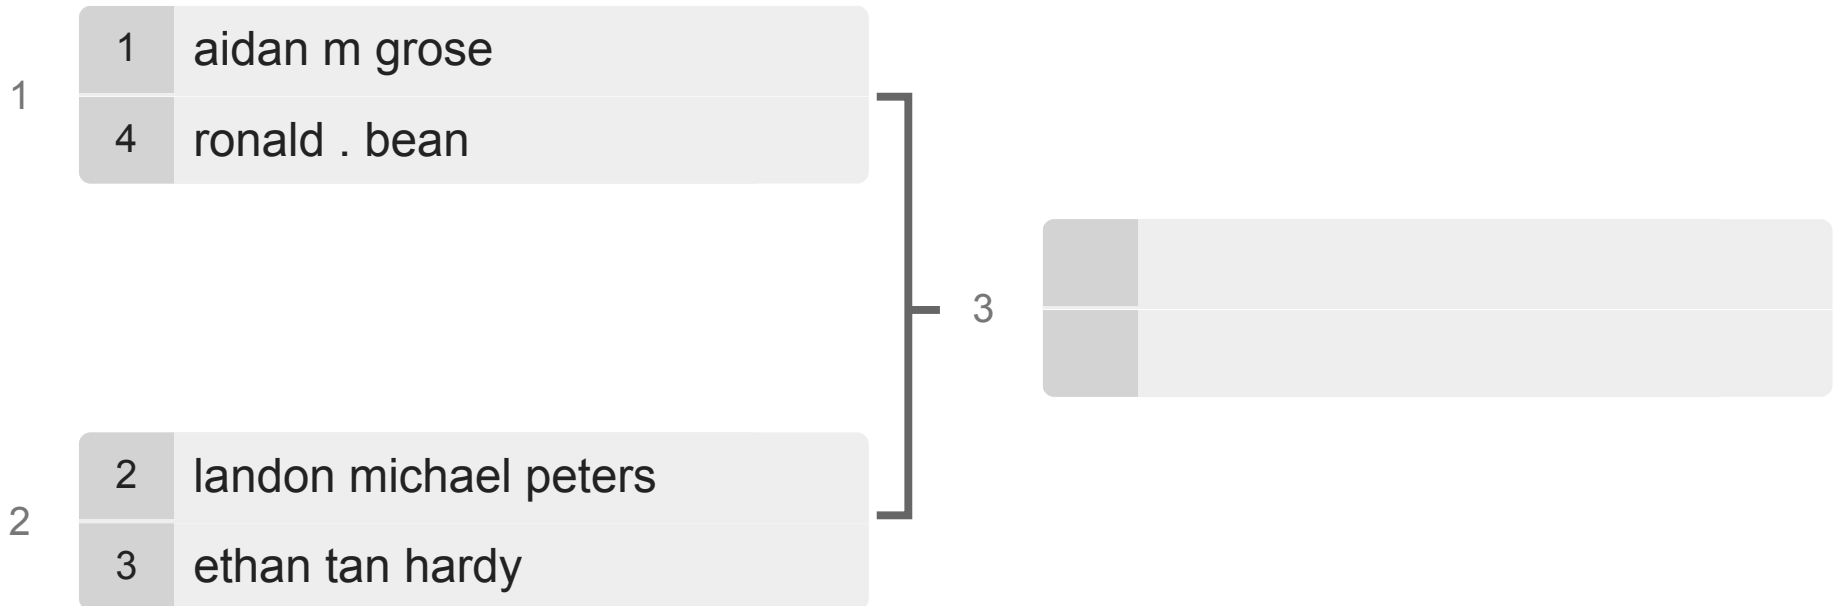 1
1 aidan m grose
4 ronald . bean
3
2
2 landon michael peters
3 ethan tan hardy